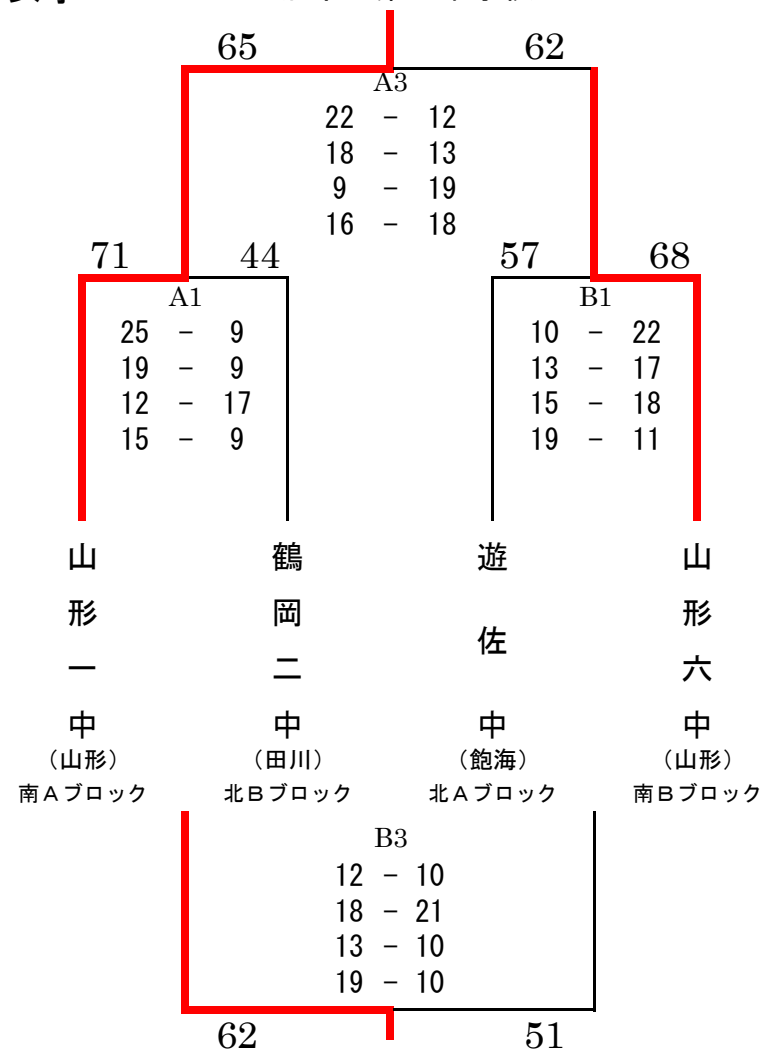 65 62
A3
22 － 12
18 － 13
9 － 19
16 － 18
71 44 57 68
A1 B1
25 － 9 10 － 22
19 － 9 13 － 17
12 － 17 15 － 18
15 － 9 19 － 11
山形一中 鶴岡二中 遊佐中 山形六中
（山形） （田川） （飽海） （山形）
南Ａブロック 北Ｂブロック 北Ａブロック 南Ｂブロック
B3
12 － 10
18 － 21
13 － 10
19 － 10
62 51